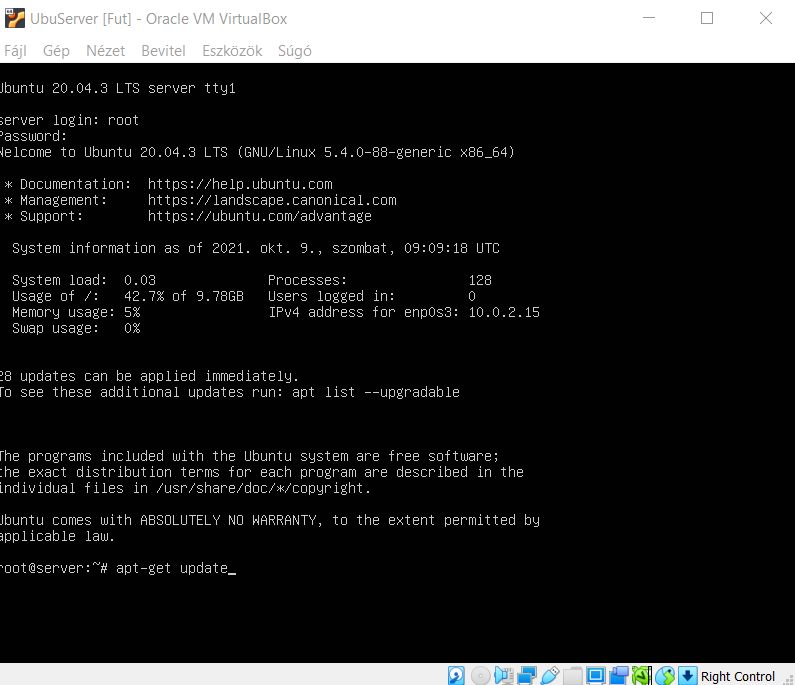 UbuServer [Fut] - Oracle VM VirtualBox
Fájl Gép Nézet Bevitel Eszközök Súgó
Ubuntu 20.04.3 LTS server tty1
server login: root
Password:
Welcome to Ubuntu 20.04.3 LTS (GNU/Linux 5.4.0-88-generic x86_64)
* Documentation: https://help.ubuntu.com
* Management: https://landscape.canonical.com
* Support: https://ubuntu.com/advantage
System information as of 2021. okt. 9., szombat, 09:09:18 UTC
System load: 0.03 Processes: 128
Usage of /: 42.7% of 9.78GB Users logged in: 0
Memory usage: 5% IPv4 address for enp0s3: 10.0.2.15
Swap usage: 0%
28 updates can be applied immediately.
To see these additional updates run: apt list --upgradable
The programs included with the Ubuntu system are free software;
the exact distribution terms for each program are described in the
individual files in /usr/share/doc/*/copyright.
Ubuntu comes with ABSOLUTELY NO WARRANTY, to the extent permitted by
applicable law.
root@server:~# apt-get update_
Right Control